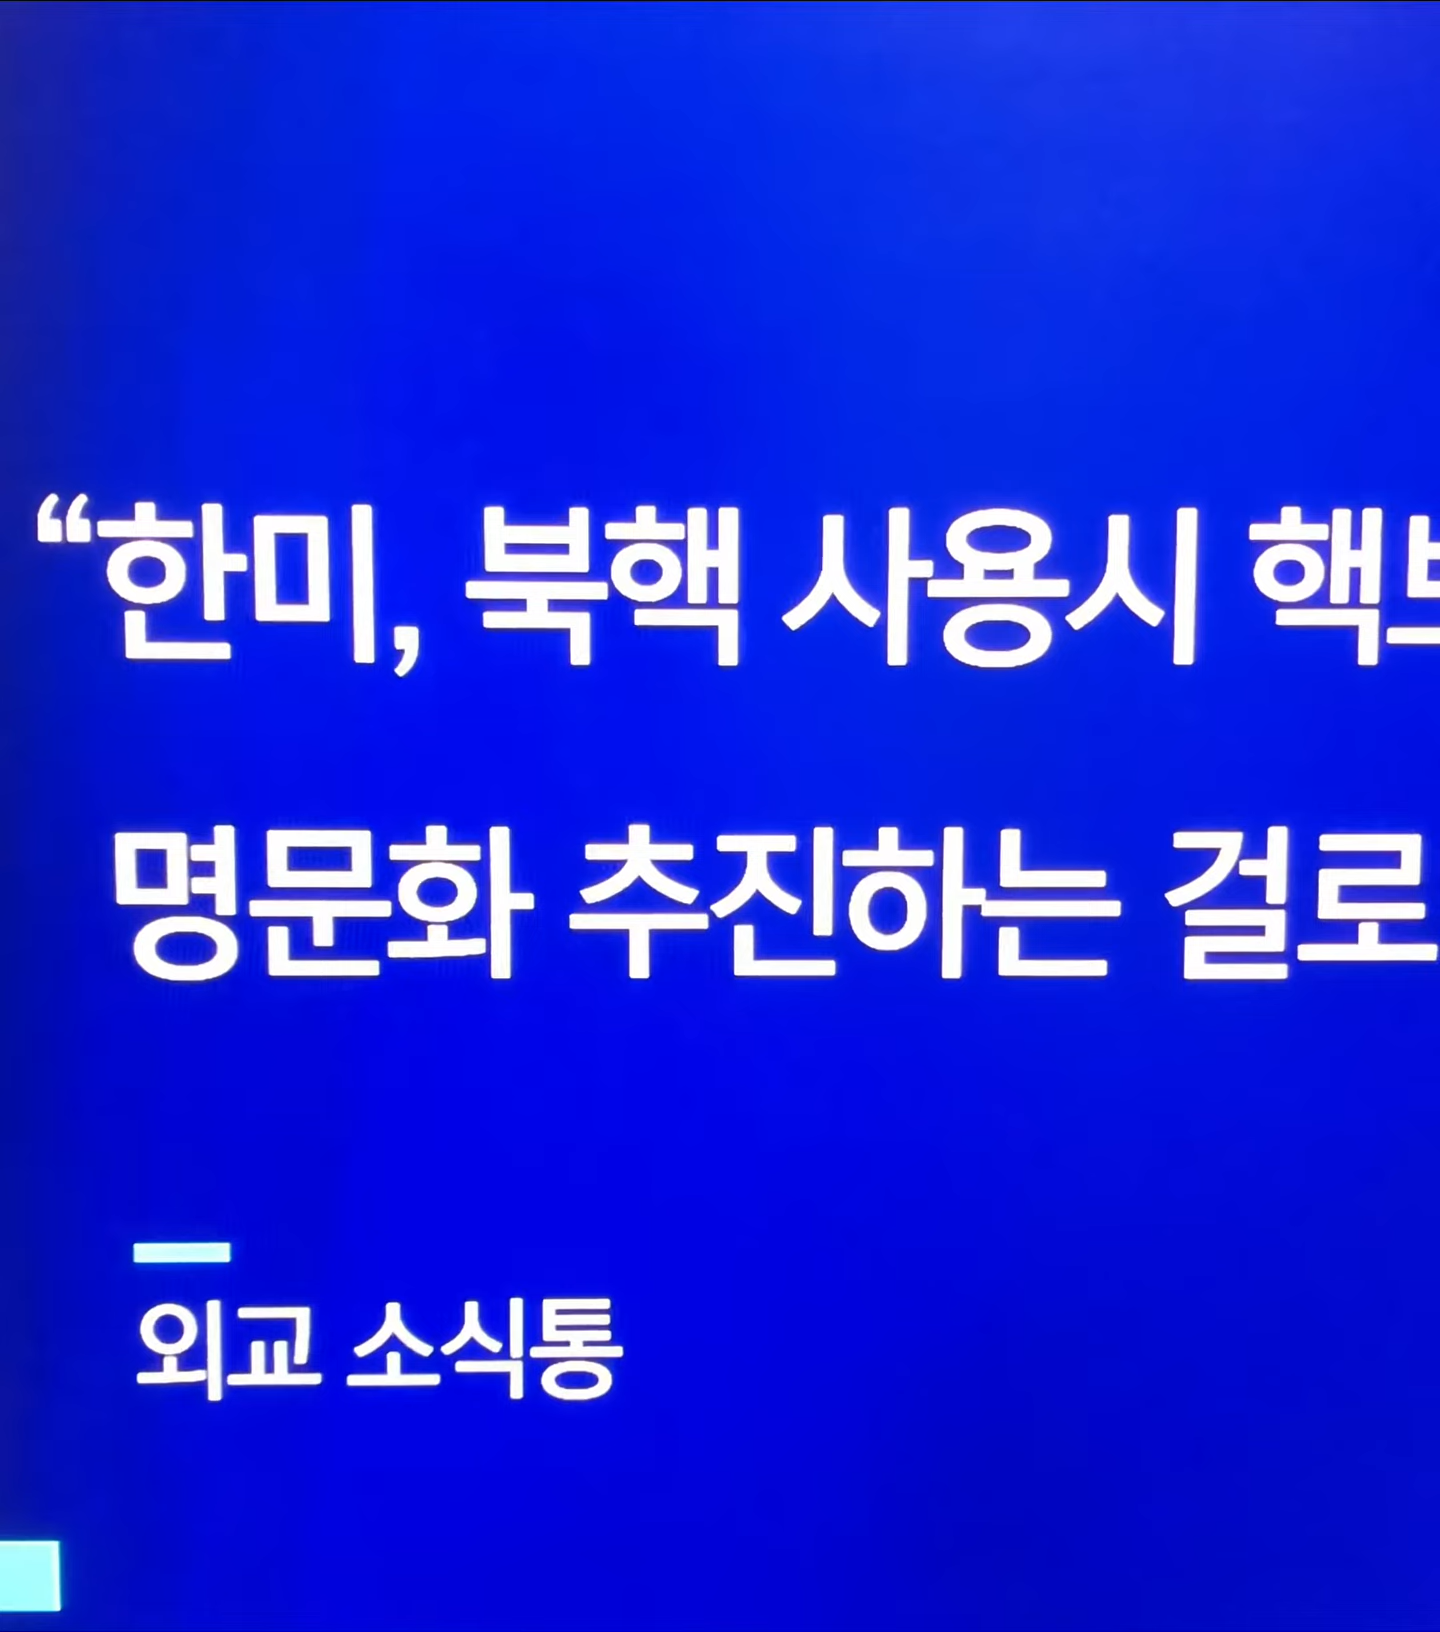 “한미, 북핵 사용시
명문화 추진하는 걸로
외교 소식통